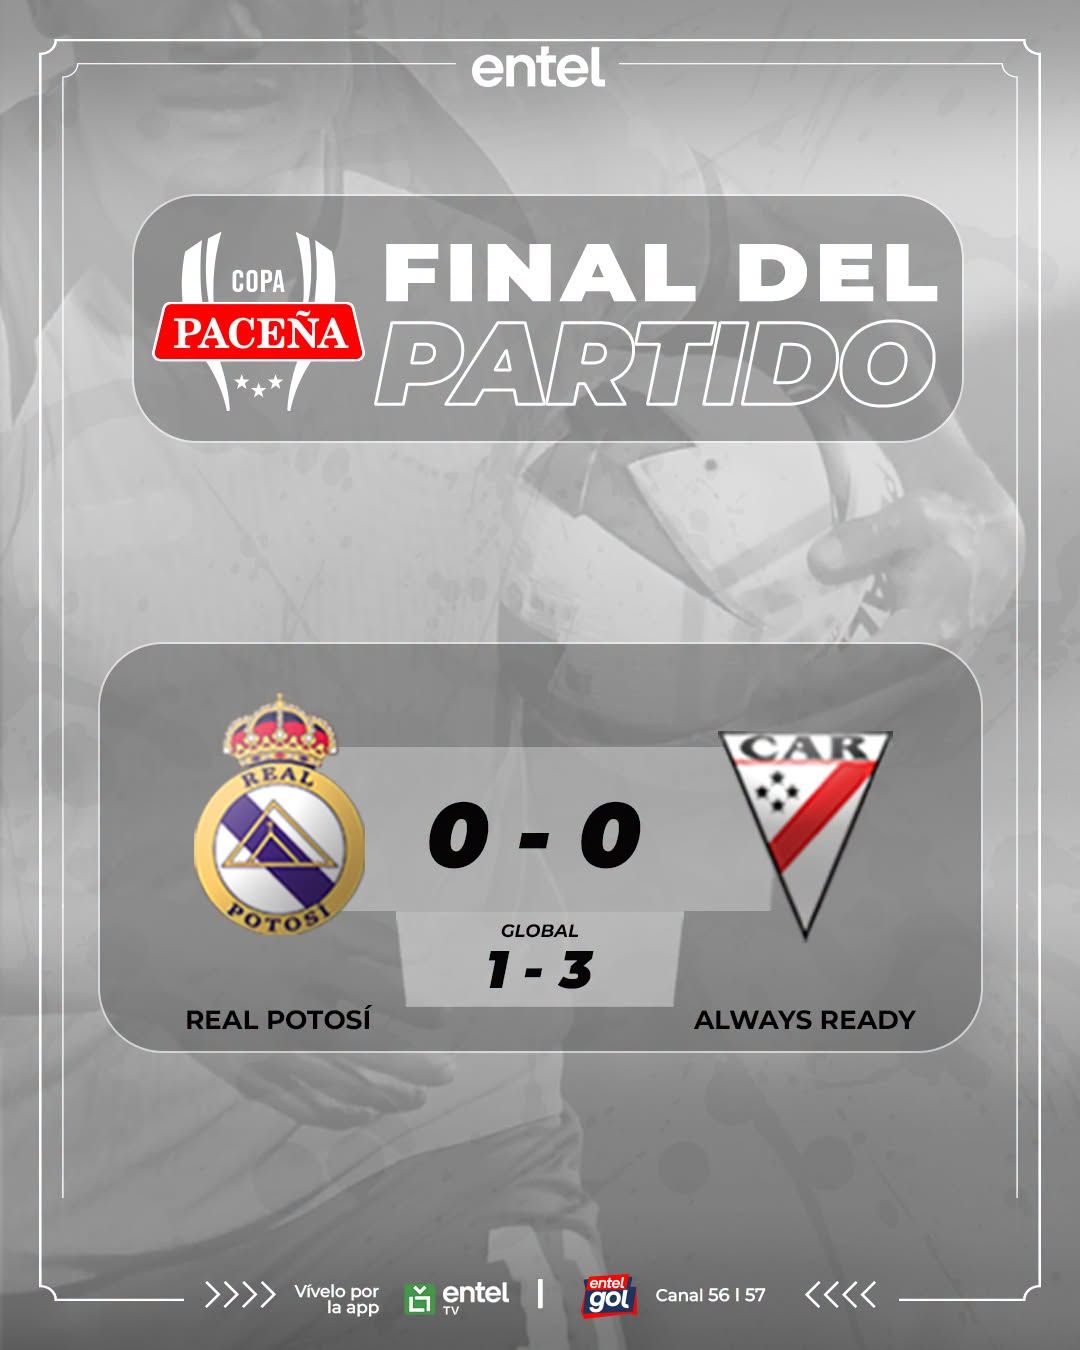 entel
COPA
PACEÑA
FINAL DEL
PARTIDO
REAL
POTOSÍ
CAR
0 - 0
GLOBAL
1 - 3
REAL POTOSÍ
ALWAYS READY
Vívelo por
la app
entel
TV
entel
gol
Canal 56 | 57